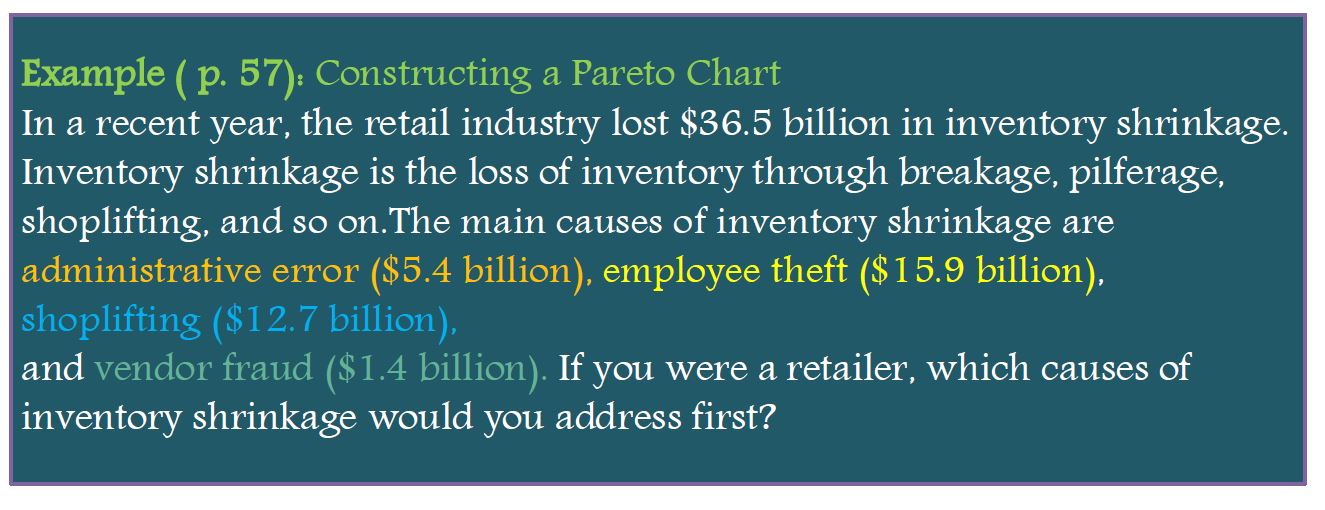 Example ( p. 57): Constructing a Pareto Chart
In a recent year, the retail industry lost $36.5 billion in inventory shrinkage.
Inventory shrinkage is the loss of inventory through breakage, pilferage,
shoplifting, and so on.The main causes of inventory shrinkage are
administrative error ($5.4 billion), employee theft ($15.9 billion),
shoplifting ($12.7 billion),
and vendor fraud ($1.4 billion). If you were a retailer, which causes of
inventory shrinkage would you address first?